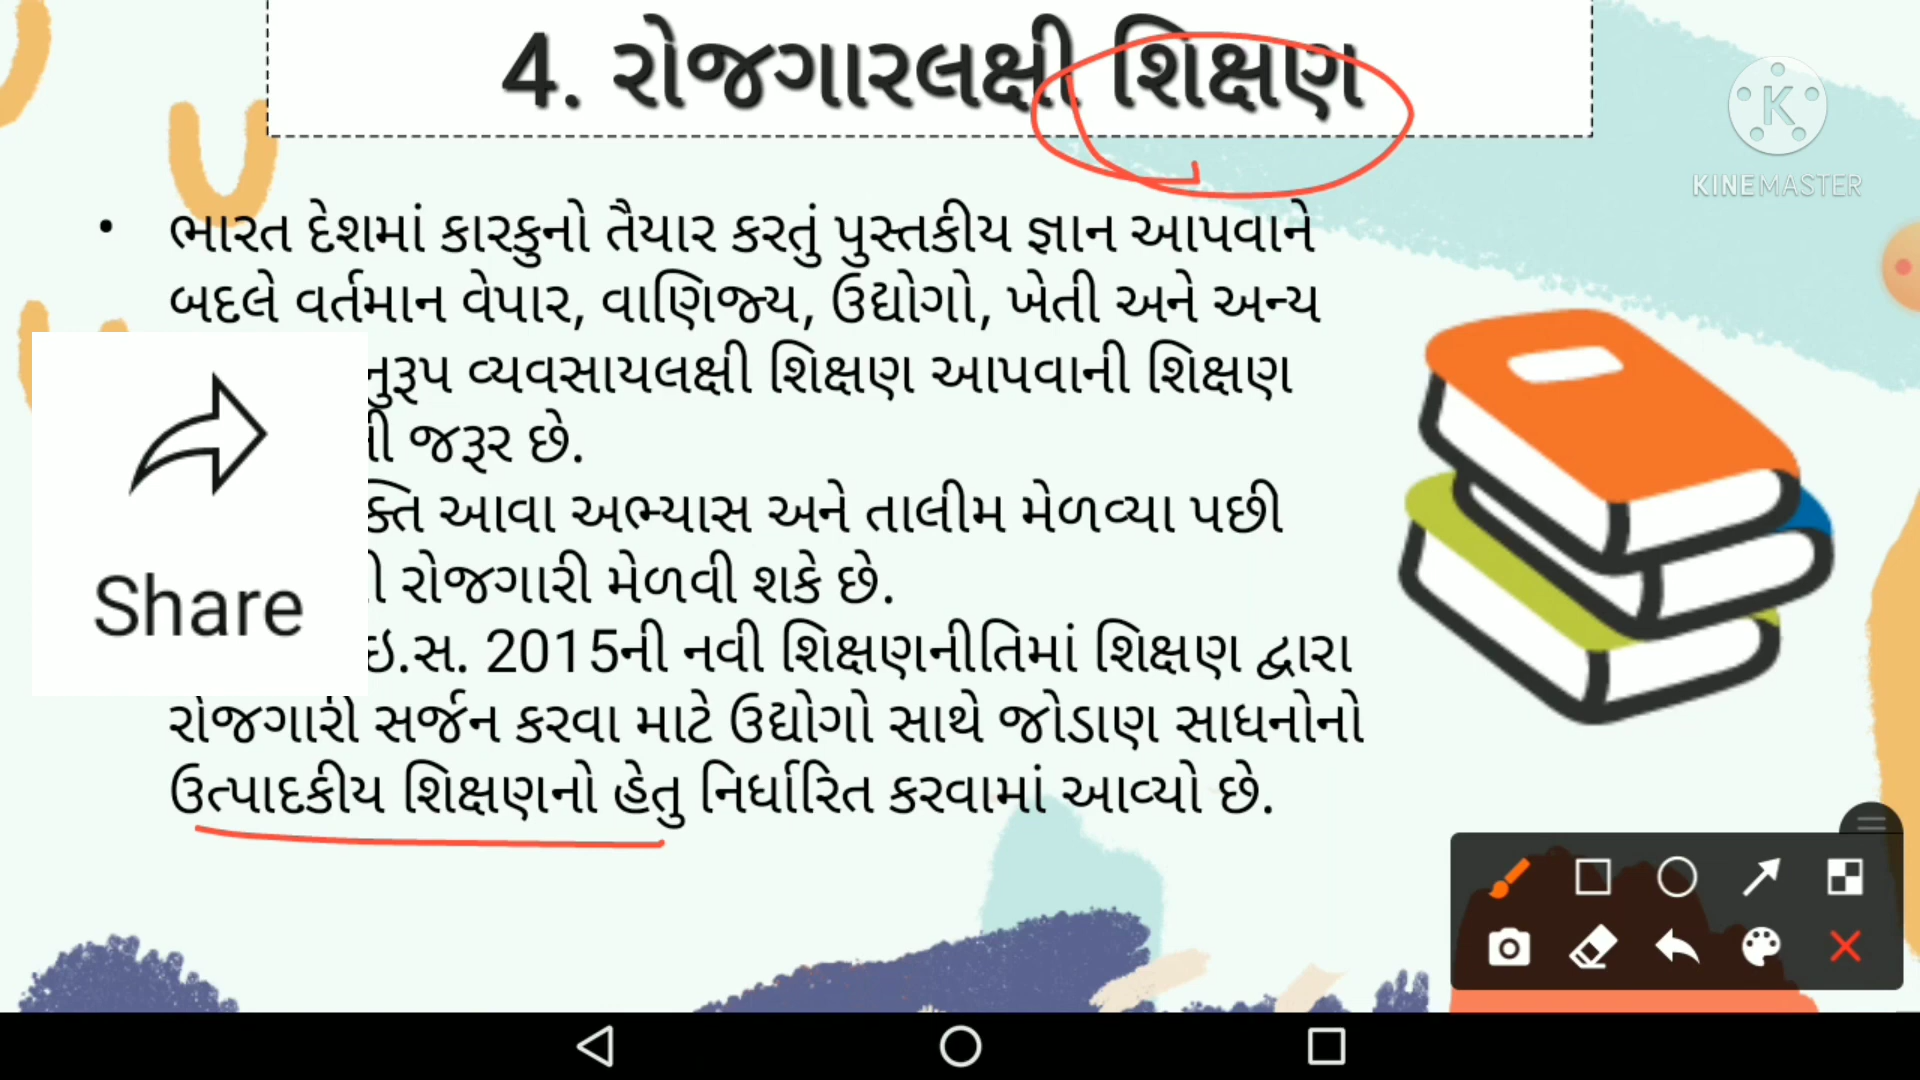 4. રોજગારલક્ષી શિક્ષણ
KINEMASTER
• ભારત દેશમાં કારકુનો તૈયાર કરતું પુસ્તકીય જ્ઞાન આપવાને
બદલે વર્તમાન વેપાર, વાણિજ્ય, ઉદ્યોગો, ખેતી અને અન્ય
વ્યવસાયલક્ષી શિક્ષણ આપવાની શિક્ષણ
જરૂર છે.
આવા અભ્યાસ અને તાલીમ મેળવ્યા પછી
રોજગારી મેળવી શકે છે.
ઇ.સ. 2015ની નવી શિક્ષણનીતિમાં શિક્ષણ દ્વારા
રોજગારી સર્જન કરવા માટે ઉદ્યોગો સાથે જોડાણ સાધનોનો
ઉત્પાદકીય શિક્ષણનો હેતુ નિર્ધારિત કરવામાં આવ્યો છે.
Share